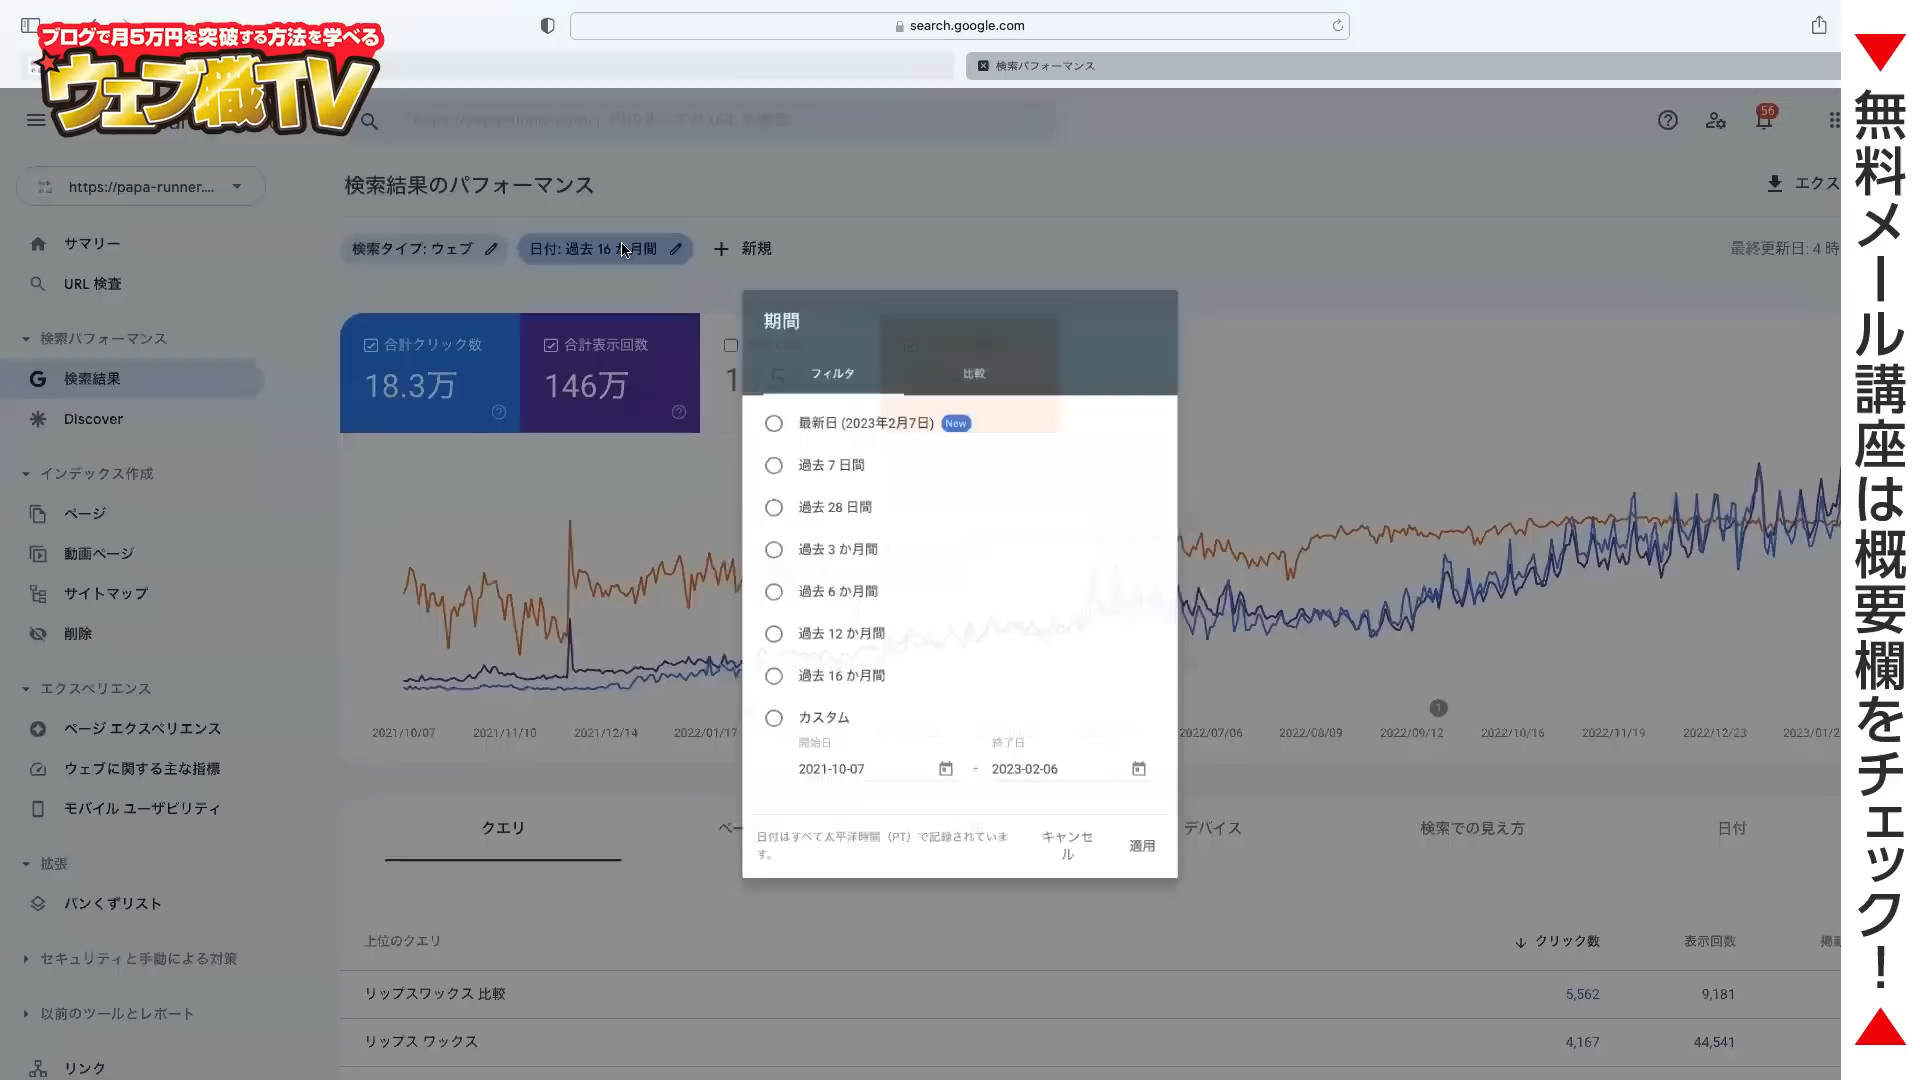 search.google.com
ブログで月5万円を突破する方法を学べる
ウェブ職TV
検索パフォーマンス
56
https://papa-runner....
検索結果のパフォーマンス
エクス
検索タイプ: ウェブ
日付: 過去 16 か月間
新規
最終更新日: 4 時
サマリー
URL 検査
検索パフォーマンス
検索結果
Discover
インデックス作成
ページ
動画ページ
サイトマップ
削除
エクスペリエンス
ページ エクスペリエンス
ウェブに関する主な指標
モバイル ユーザビリティ
拡張
パンくずリスト
セキュリティと手動による対策
以前のツールとレポート
リンク
合計クリック数
18.3万
合計表示回数
146万
期間
フィルタ
比較
最新日 (2023年2月7日) New
過去 7 日間
過去 28 日間
過去 3 か月間
過去 6 か月間
過去 12 か月間
過去 16 か月間
カスタム
開始日
終了日
2021-10-07 - 2023-02-06
日付はすべて太平洋時間（PT）で記録されていま
す。
キャンセ
ル
適用
1
2021/10/07 2021/11/10 2021/12/14 2022/01/17 2022/07/06 2022/08/09 2022/09/12 2022/10/16 2022/11/19 2022/12/23 2023/01/2
クエリ
ペー
デバイス
検索での見え方
日付
上位のクエリ
クリック数
表示回数
リップスワックス 比較 5,562 9,181
リップス ワックス 4,167 44,541
無料メール講座は概要欄をチェック！